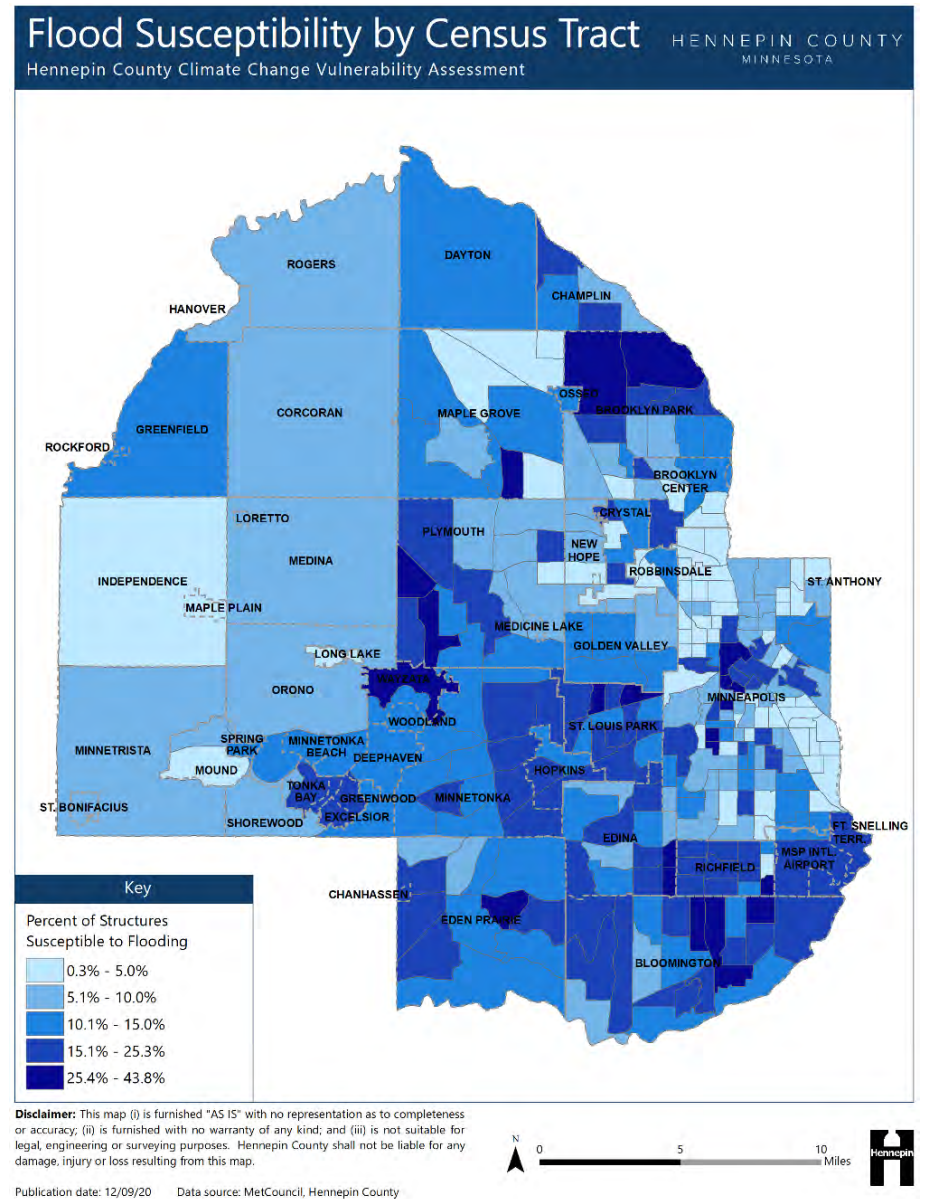 Flood Susceptibility by Census Tract
HENNEPIN COUNTY
MINNESOTA
Hennepin County Climate Change Vulnerability Assessment
ROGERS
DAYTON
CHAMPLIN
HANOVER
OSSEO
BROOKLYN PARK
CORCORAN
MAPLE GROVE
GREENFIELD
ROCKFORD
BROOKLYN
CENTER
LORETTO
CRYSTAL
PLYMOUTH
NEW
HOPE
MEDINA
ROBBINSDALE
INDEPENDENCE
ST. ANTHONY
MAPLE PLAIN
MEDICINE LAKE
GOLDEN VALLEY
LONG LAKE
WAYZATA
ORONO
MINNEAPOLIS
WOODLAND
ST. LOUIS PARK
SPRING
PARK
MINNETONKA
BEACH
MINNETRISTA
DEEPHAVEN
MOUND
HOPKINS
TONKA
BAY
GREENWOOD
MINNETONKA
ST. BONIFACIUS
EXCELSIOR
SHOREWOOD
FT. SNELLING
TERR.
EDINA
MSP INTL.
AIRPORT
RICHFIELD
CHANHASSEN
EDEN PRAIRIE
BLOOMINGTON
Key
Percent of Structures
Susceptible to Flooding
0.3% - 5.0%
5.1% - 10.0%
10.1% - 15.0%
15.1% - 25.3%
25.4% - 43.8%
Disclaimer: This map (i) is furnished "AS IS" with no representation as to completeness
or accuracy; (ii) is furnished with no warranty of any kind; and (iii) is not suitable for
legal, engineering or surveying purposes. Hennepin County shall not be liable for any
damage, injury or loss resulting from this map.
N
0 5 10
Miles
Hennepin
Publication date: 12/09/20 Data source: MetCouncil, Hennepin County